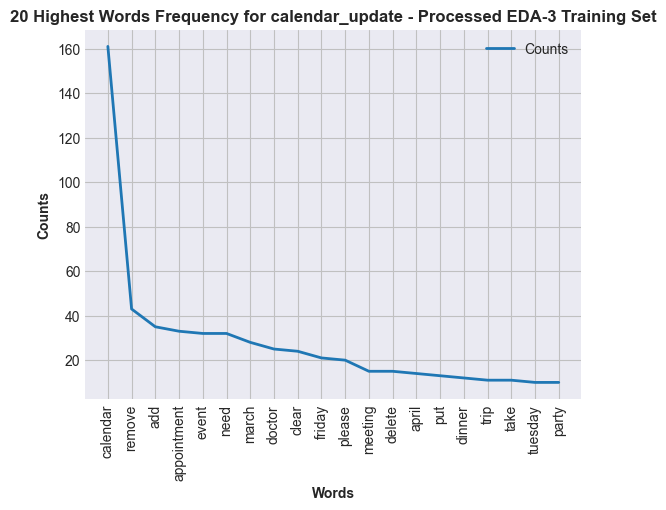 20 Highest Words Frequency for calendar_update - Processed EDA-3 Training Set
Counts
160
140
120
100
80
60
40
20
Counts
calendar
remove
add
appointment
event
need
march
doctor
clear
friday
please
meeting
delete
april
put
dinner
trip
take
tuesday
party
Words